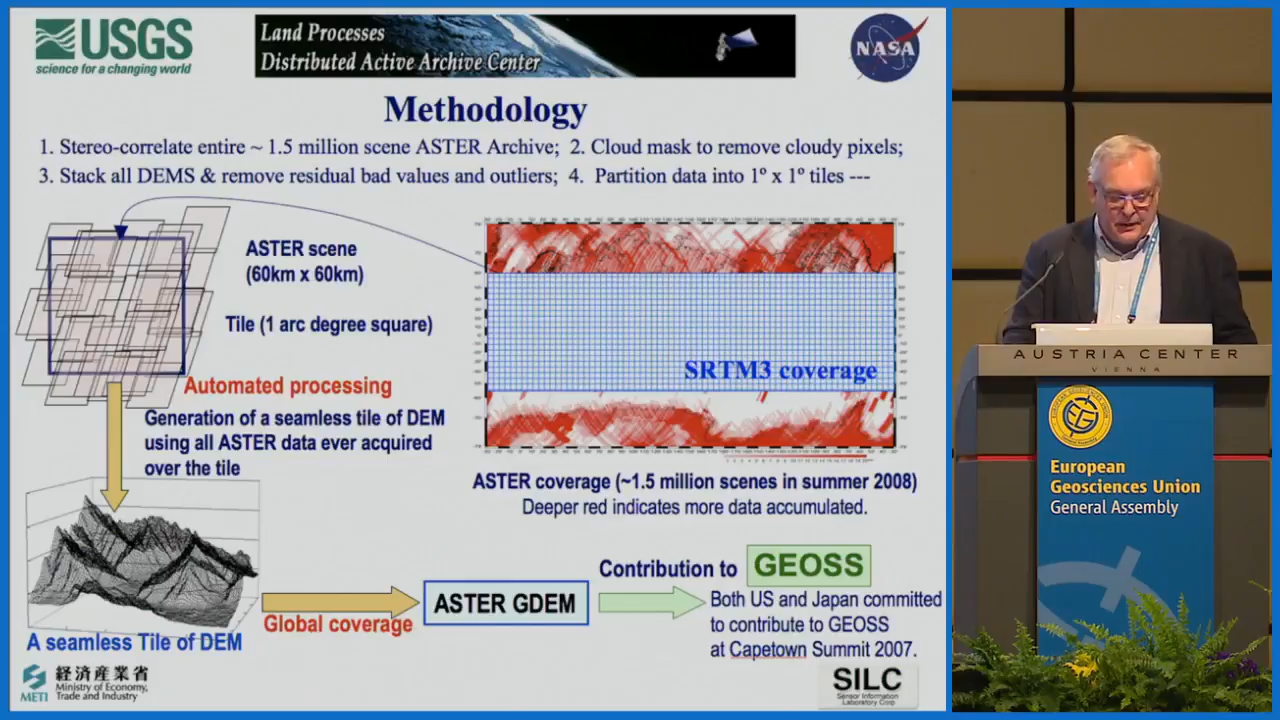 USGS
science for a changing world
Land Processes
Distributed Active Archive Center
NASA
Methodology
1. Stereo-correlate entire ~ 1.5 million scene ASTER Archive; 2. Cloud mask to remove cloudy pixels;
3. Stack all DEMS & remove residual bad values and outliers; 4. Partition data into 1º x 1º tiles ---
ASTER scene
(60km x 60km)
Tile (1 arc degree square)
Automated processing
Generation of a seamless tile of DEM
using all ASTER data ever acquired
over the tile
SRTM3 coverage
ASTER coverage (~1.5 million scenes in summer 2008)
Deeper red indicates more data accumulated.
A seamless Tile of DEM
Global coverage
ASTER GDEM
Contribution to GEOSS
Both US and Japan committed
to contribute to GEOSS
at Capetown Summit 2007.
METI
経済産業省
Ministry of Economy,
Trade and Industry
SILC
Sensor Information
Laboratory Corp
AUSTRIA CENTER
VIENNA
European
Geosciences Union
General Assembly